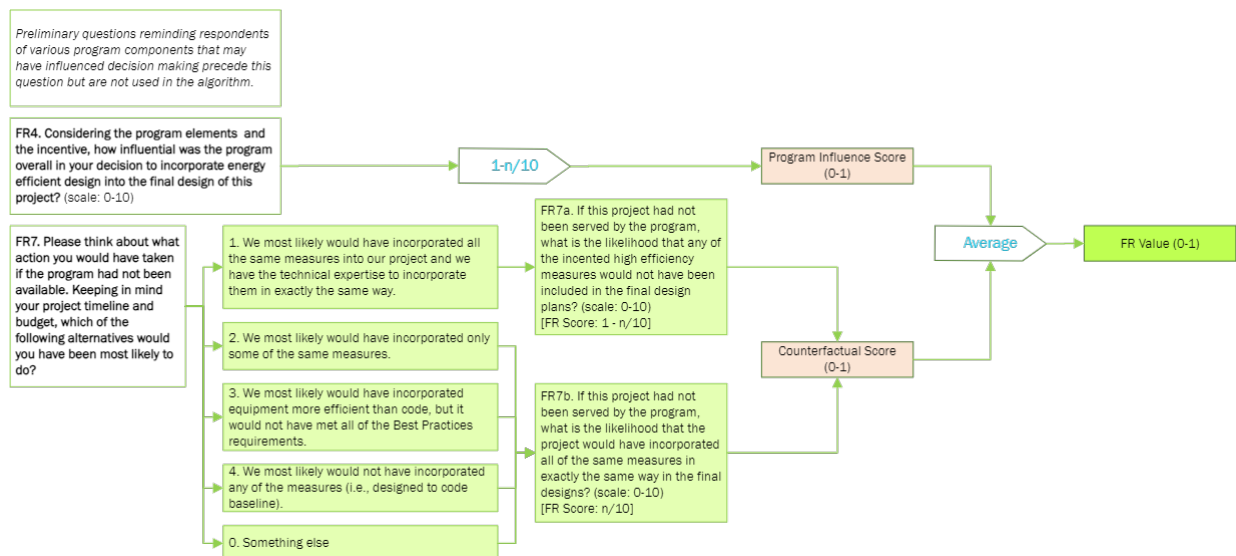 Preliminary questions reminding respondents
of various program components that may
have influenced decision making precede this
question but are not used in the algorithm.
FR4. Considering the program elements and
the incentive, how influential was the program
overall in your decision to incorporate energy
efficient design into the final design of this
project? (scale: 0-10)
1-n/10
Program Influence Score
(0-1)
FR7. Please think about what
action you would have taken
if the program had not been
available. Keeping in mind
your project timeline and
budget, which of the
following alternatives would
you have been most likely to
do?
1. We most likely would have incorporated all
the same measures into our project and we
have the technical expertise to incorporate
them in exactly the same way.
2. We most likely would have incorporated only
some of the same measures.
3. We most likely would have incorporated
equipment more efficient than code, but it
would not have met all of the Best Practices
requirements.
4. We most likely would not have incorporated
any of the measures (i.e., designed to code
baseline).
0. Something else
FR7a. If this project had not
been served by the program,
what is the likelihood that any of
the incented high efficiency
measures would not have been
included in the final design
plans? (scale: 0-10)
[FR Score: 1 - n/10]
FR7b. If this project had not
been served by the program,
what is the likelihood that the
project would have incorporated
all of the same measures in
exactly the same way in the final
designs? (scale: 0-10)
[FR Score: n/10]
Counterfactual Score
(0-1)
Average
FR Value (0-1)